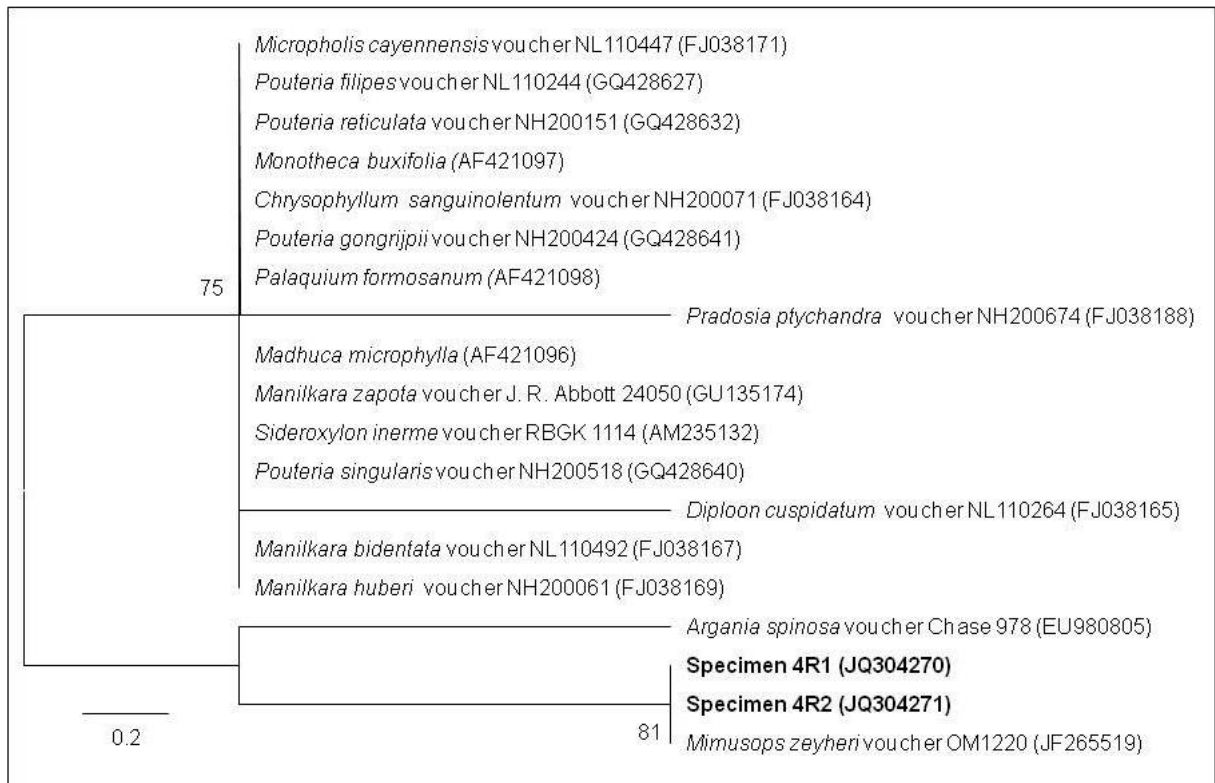 Micropholis cayennensis voucher NL110447 (FJ038171)
Pouteria filipes voucher NL110244 (GQ428627)
Pouteria reticulata voucher NH200151 (GQ428632)
Monotheca buxifolia (AF421097)
Chrysophyllum sanguinolentum voucher NH200071 (FJ038164)
Pouteria gongrijpii voucher NH200424 (GQ428641)
Palaquium formosanum (AF421098)
75
Pradosia ptychandra voucher NH200674 (FJ038188)
Madhuca microphylla (AF421096)
Manilkara zapota voucher J. R. Abbott 24050 (GU135174)
Sideroxylon inerme voucher RBGK 1114 (AM235132)
Pouteria singularis voucher NH200518 (GQ428640)
Diploon cuspidatum voucher NL110264 (FJ038165)
Manilkara bidentata voucher NL110492 (FJ038167)
Manilkara huberi voucher NH200061 (FJ038169)
Argania spinosa voucher Chase 978 (EU980805)
Specimen 4R1 (JQ304270)
Specimen 4R2 (JQ304271)
0.2
81
Mimusops zeyheri voucher OM1220 (JF265519)